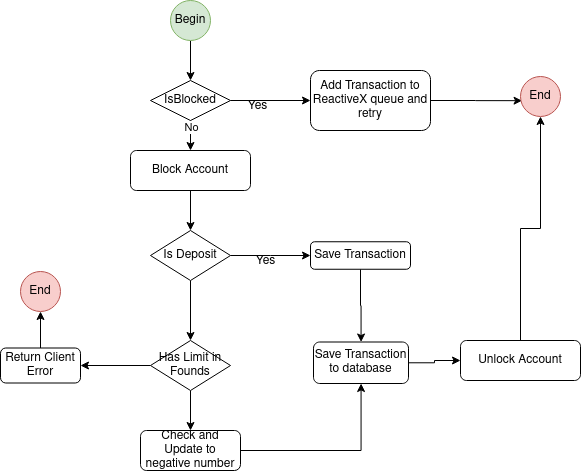 Begin
IsBlocked
Yes
Add Transaction to
ReactiveX queue and
retry
End
No
Block Account
Is Deposit
Yes
Save Transaction
End
Return Client
Error
Has Limit in
Founds
Save Transaction
to database
Unlock Account
Check and
Update to
negative number